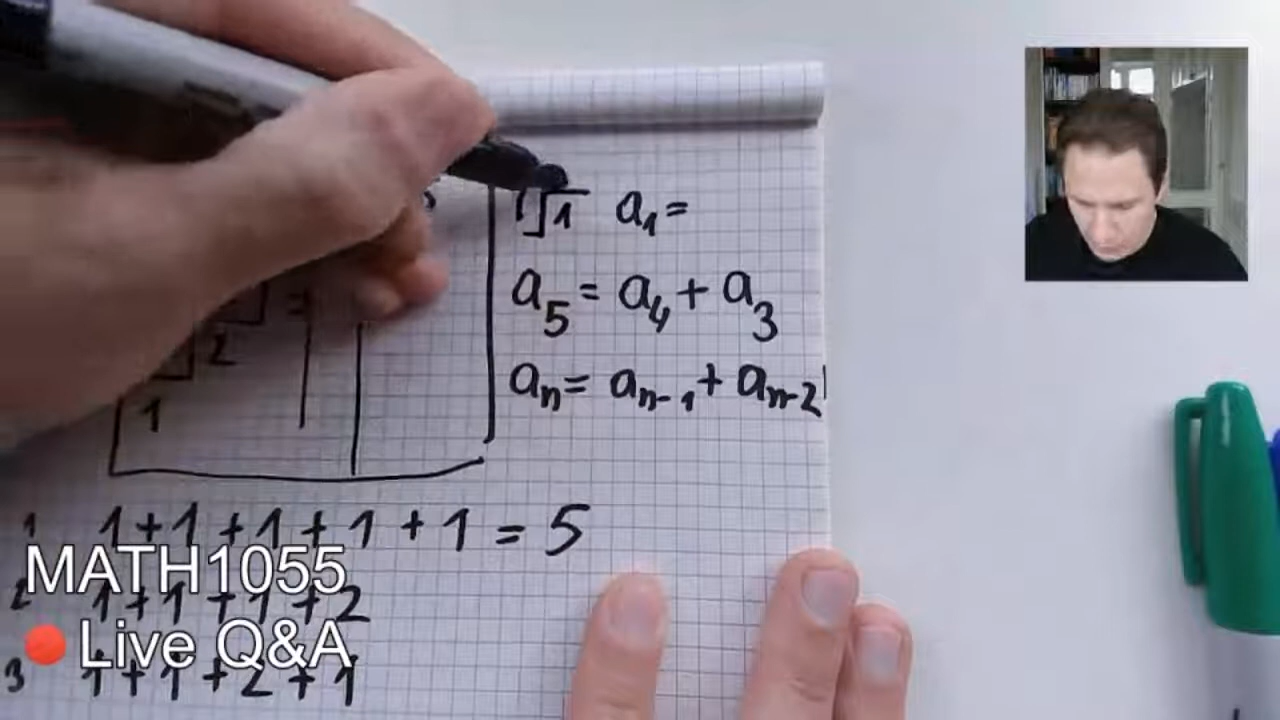 1 a₁=
a₅ = a₄ + a₃
2
aₙ= aₙ₋₁ + aₙ₋₂
1
1 1+1+1+1+1=5
MATH1055
2 1+1+1+2
Live Q&A
3 1+1+2+1